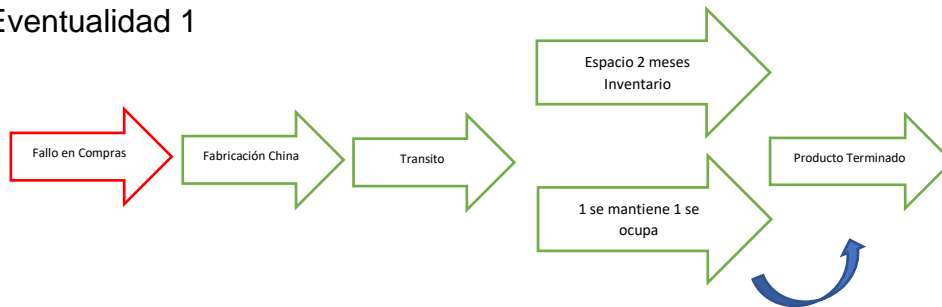 Eventualidad 1
Espacio 2 meses
Inventario
Fallo en Compras
Fabricación China
Transito
Producto Terminado
1 se mantiene 1 se
ocupa